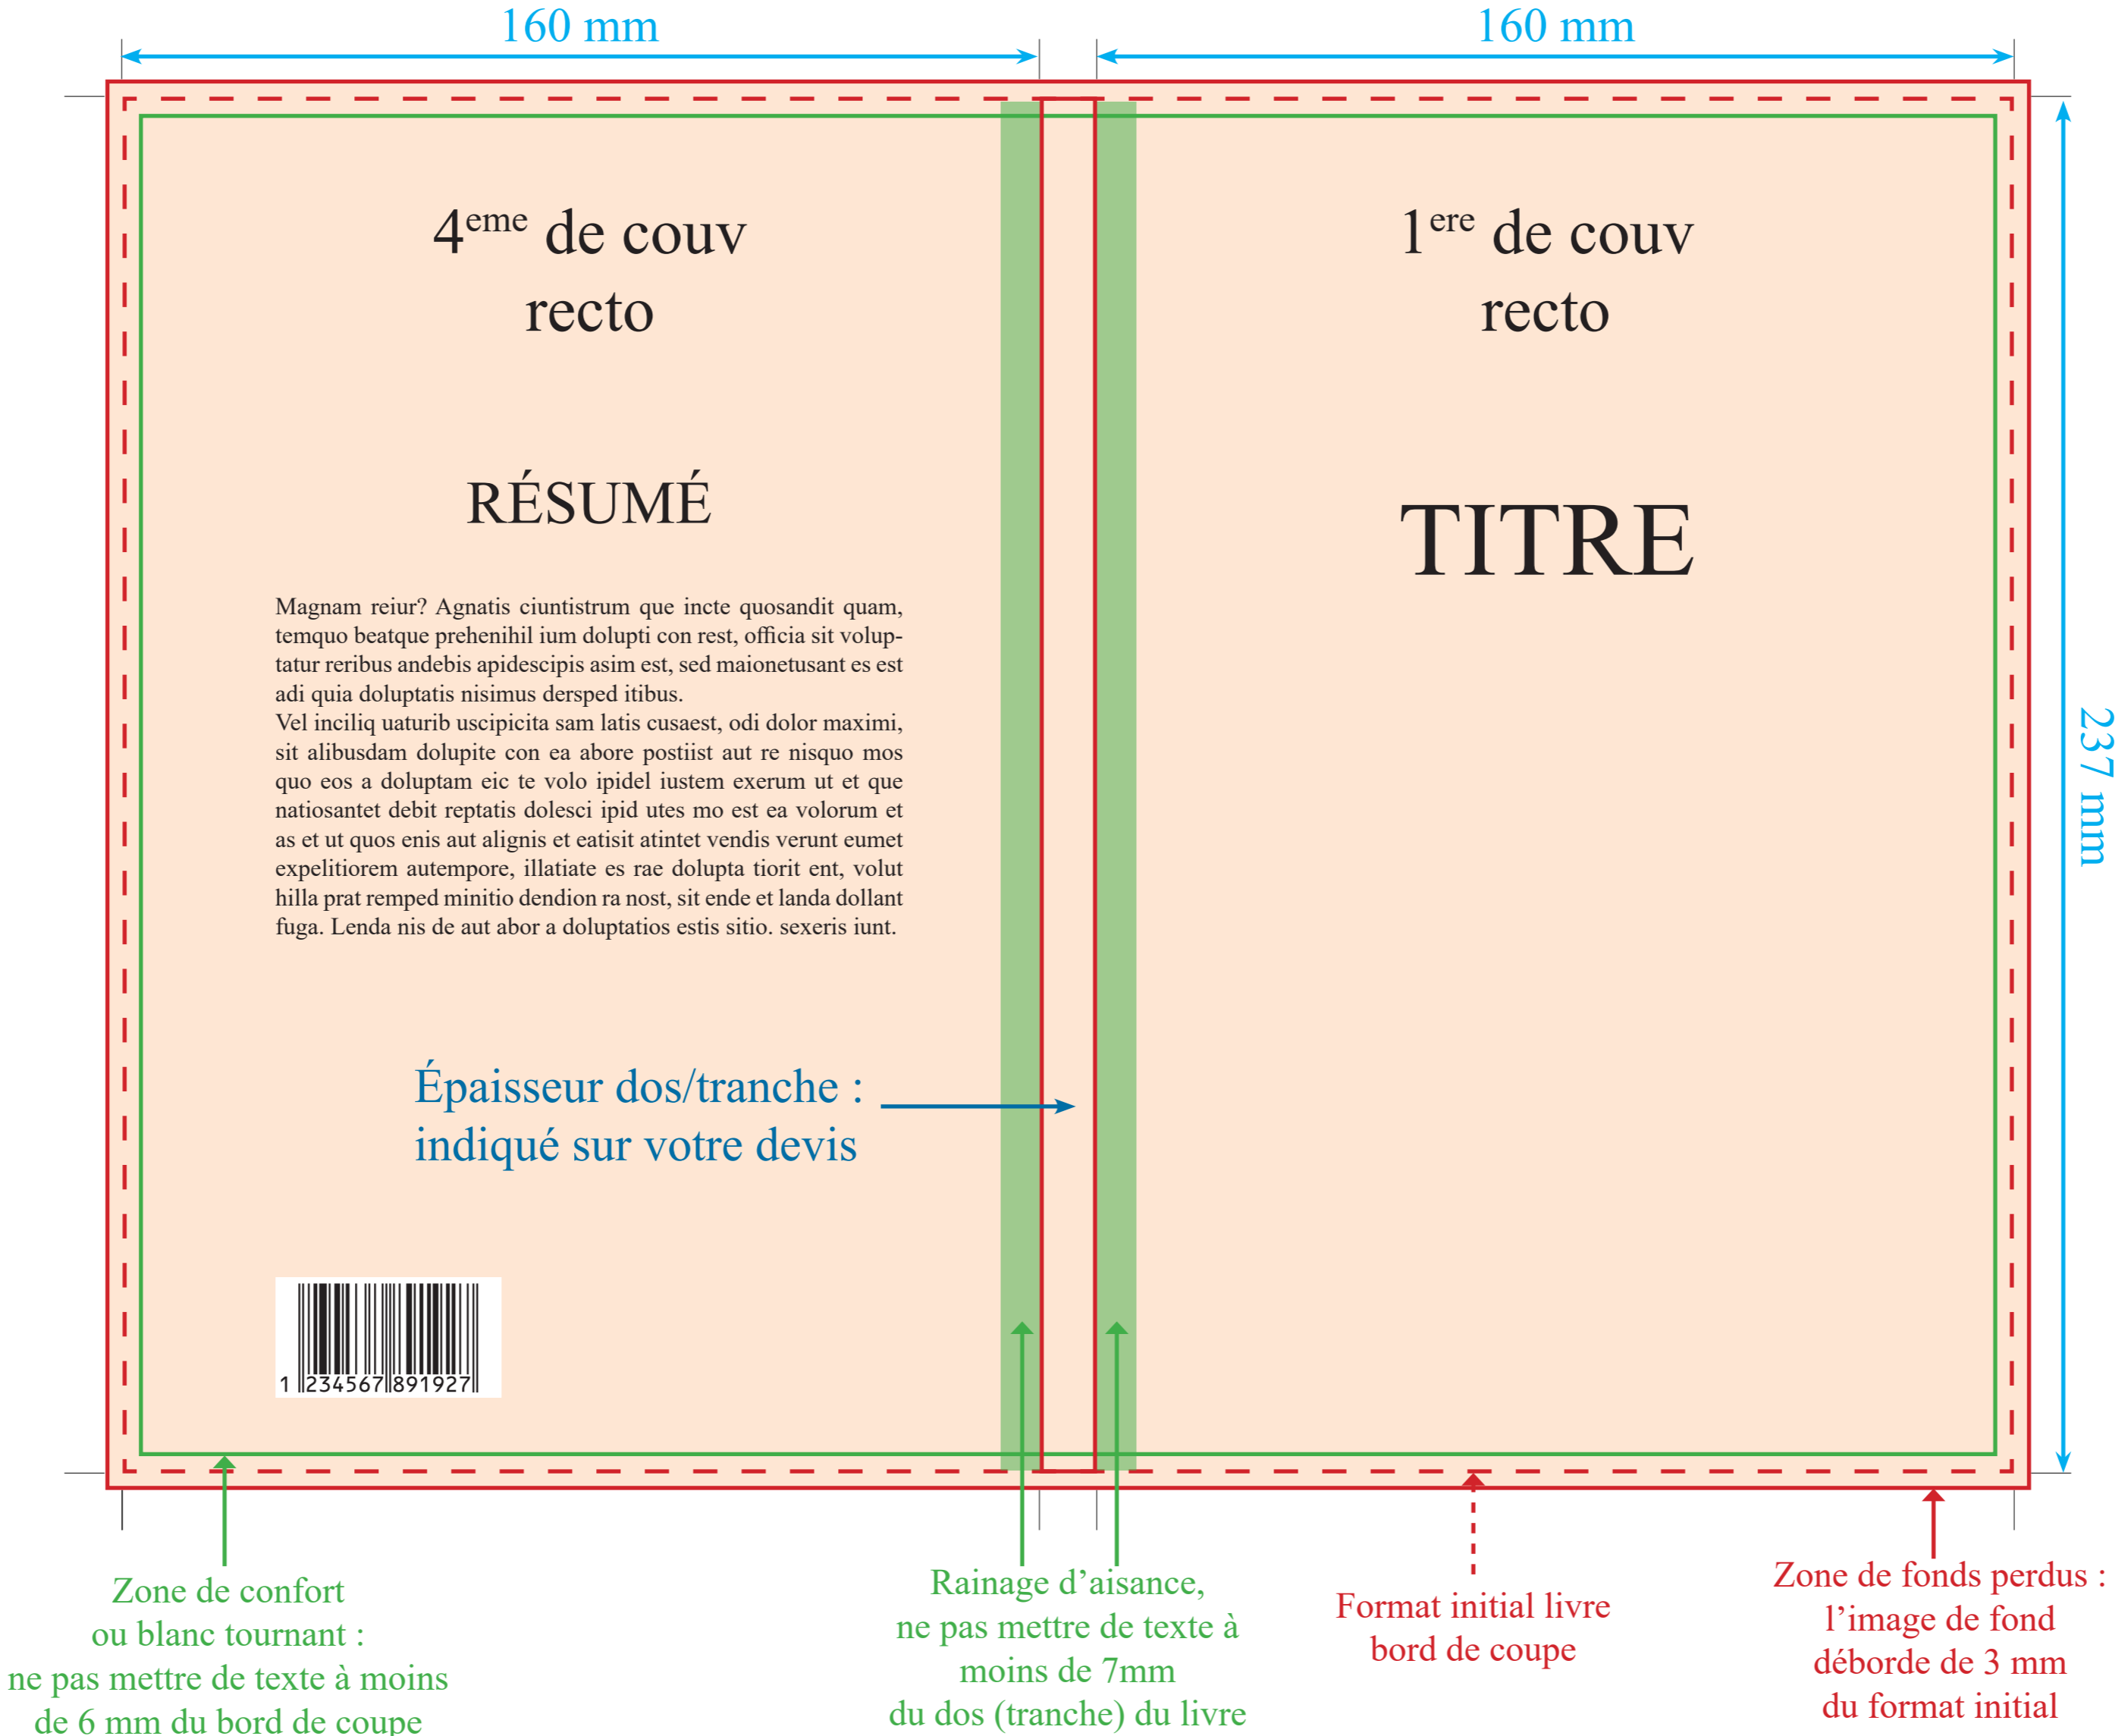 160 mm
160 mm
4eme de couv
recto
1ere de couv
recto
RÉSUMÉ
TITRE
Magnam reiur? Agnatis ciuntistrum que incte quosandit quam,
temquo beatque prehenihil ium dolupti con rest, officia sit volup-
tatur reribus andebis apidescipis asim est, sed maionetusant es est
adi quia doluptatis nisimus dersped itibus.
Vel inciliq uaturib uscipicita sam latis cusaest, odi dolor maximi,
sit alibusdam dolupite con ea abore postiist aut re nisquo mos
quo eos a doluptam eic te volo ipidel iustem exerum ut et que
natiosantet debit reptatis dolesci ipid utes mo est ea volorum et
as et ut quos enis aut alignis et eatisit atintet vendis verunt eumet
expelitiorem autempore, illatiate es rae dolupta tiorit ent, volut
hilla prat remped minitio dendion ra nost, sit ende et landa dollant
fuga. Lenda nis de aut abor a doluptatios estis sitio. sexeris iunt.
237 mm
Épaisseur dos/tranche :
indiqué sur votre devis
1 234567 891927
Zone de confort
ou blanc tournant :
ne pas mettre de texte à moins
de 6 mm du bord de coupe
Rainage d’aisance,
ne pas mettre de texte à
moins de 7mm
du dos (tranche) du livre
Format initial livre
bord de coupe
Zone de fonds perdus :
l’image de fond
déborde de 3 mm
du format initial